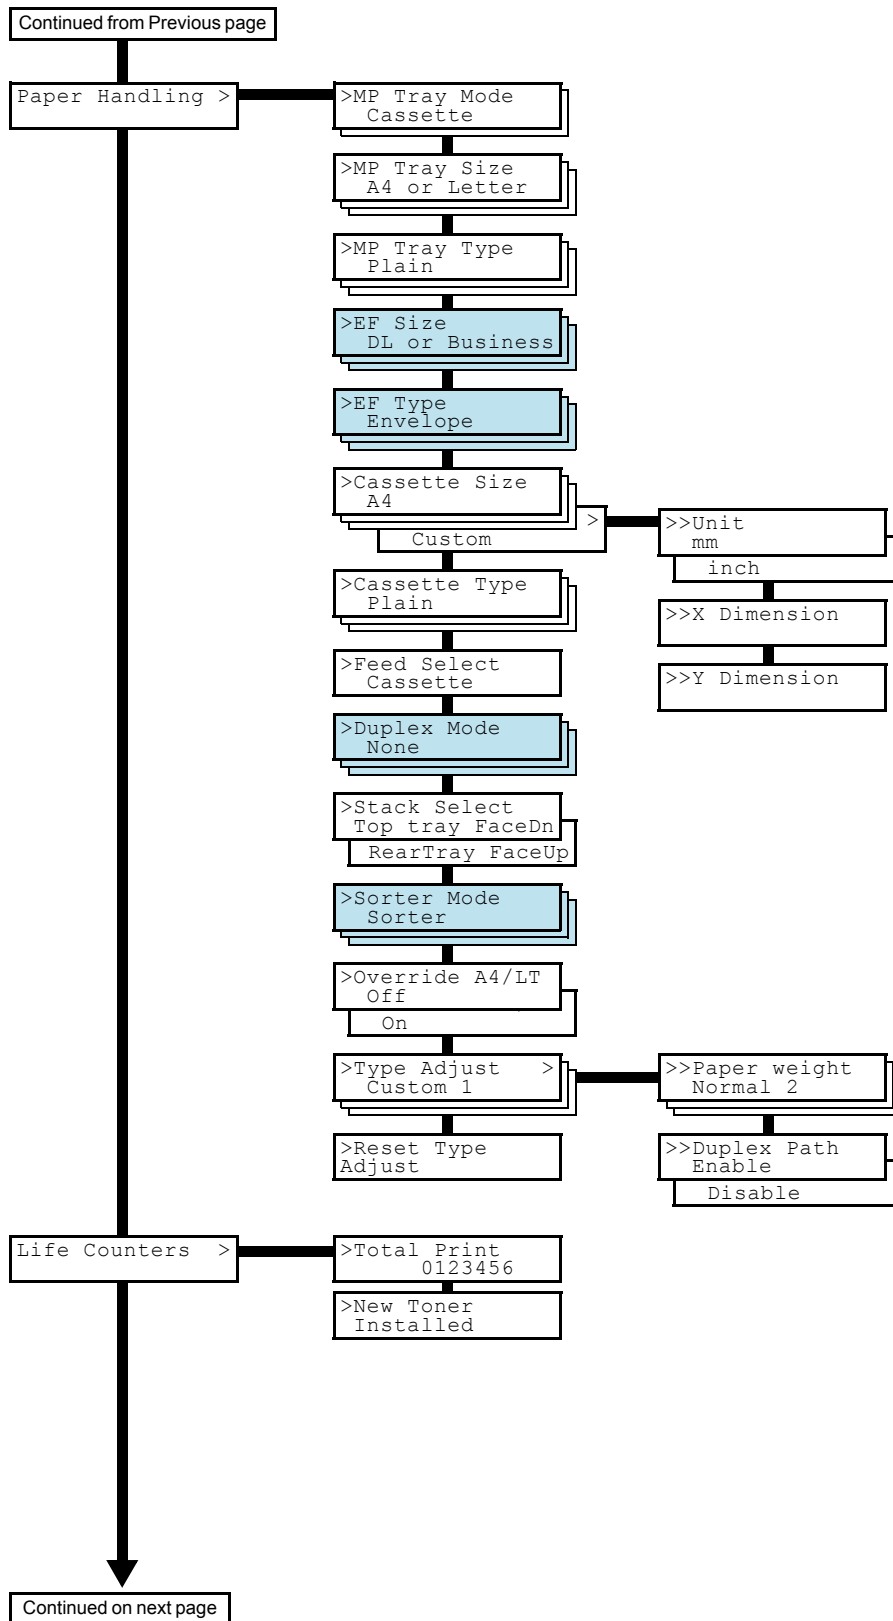 Continued from Previous page
Paper Handling >
>MP Tray Mode
Cassette
>MP Tray Size
A4 or Letter
>MP Tray Type
Plain
>EF Size
DL or Business
>EF Type
Envelope
>Cassette Size
A4
>
Custom
>>Unit
mm
inch
>>X Dimension
>>Y Dimension
>Cassette Type
Plain
>Feed Select
Cassette
>Duplex Mode
None
>Stack Select
Top tray FaceDn
RearTray FaceUp
>Sorter Mode
Sorter
>Override A4/LT
Off
On
>Type Adjust >
Custom 1
>>Paper weight
Normal 2
>>Duplex Path
Enable
Disable
>Reset Type
Adjust
Life Counters >
>Total Print
0123456
>New Toner
Installed
Continued on next page